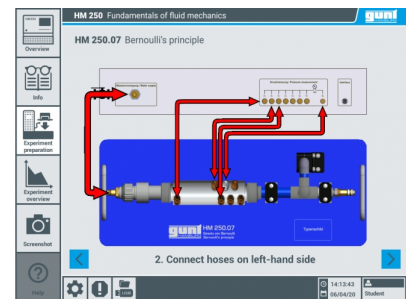 HM 250 Fundamentals of fluid mechanics
gunt
HM 250.07 Bernoulli's principle
Overview
Info
Experiment
preparation
Experiment
overview
Screenshot
Help
gunt
HM 250.07
Bernoulli's principle
2. Connect hoses on left-hand side
14:13:43
06/04/20
Student